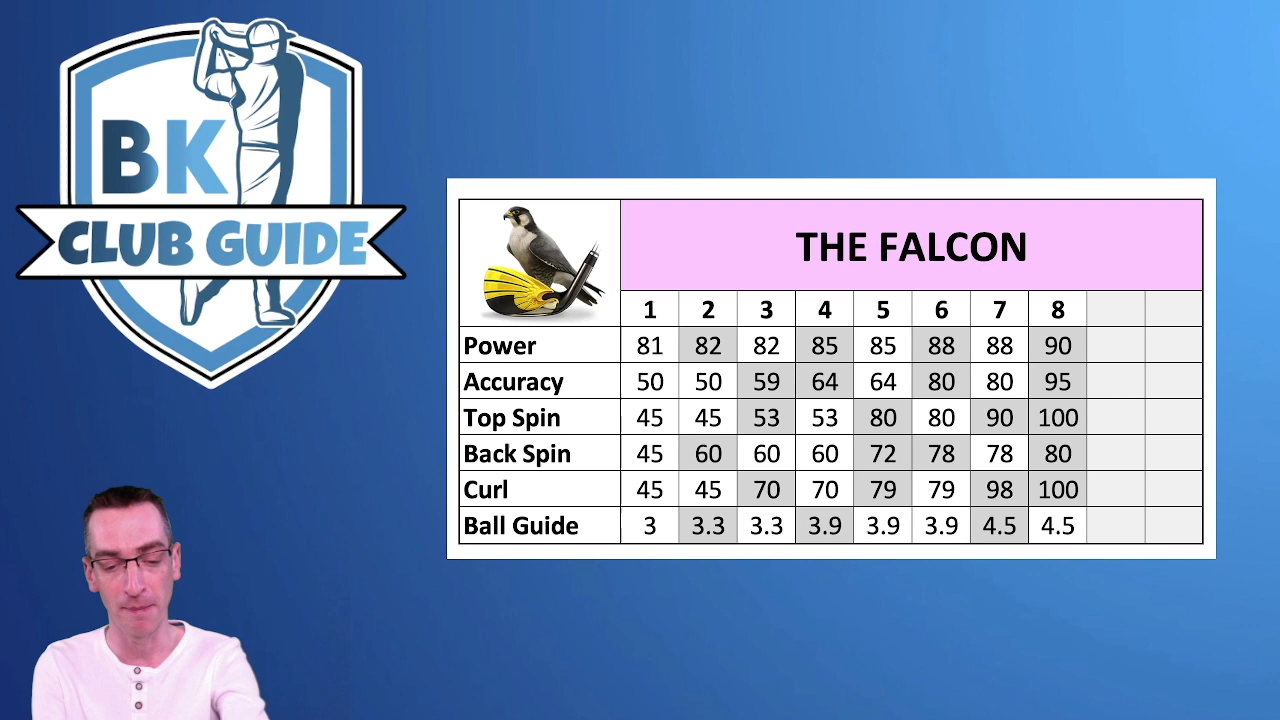 BK
CLUB GUIDE
THE FALCON
1 2 3 4 5 6 7 8
Power 81 82 82 85 85 88 88 90
Accuracy 50 50 59 64 64 80 80 95
Top Spin 45 45 53 53 80 80 90 100
Back Spin 45 60 60 60 72 78 78 80
Curl 45 45 70 70 79 79 98 100
Ball Guide 3 3.3 3.3 3.9 3.9 3.9 4.5 4.5